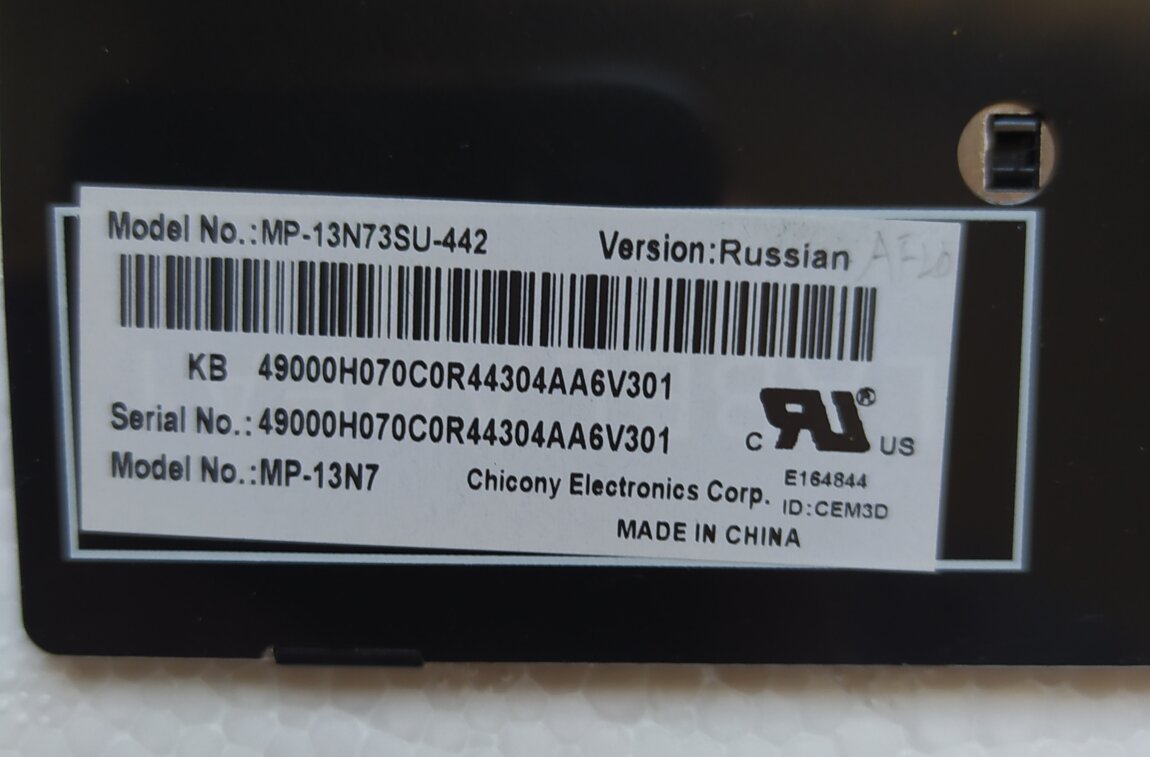 Model No.:MP-13N73SU-442 Version:Russian
KB 49000H070C0R44304AA6V301
Serial No.:49000H070C0R44304AA6V301
c RU® US
Model No.:MP-13N7 Chicony Electronics Corp. E164844
ID:CEM3D
MADE IN CHINA